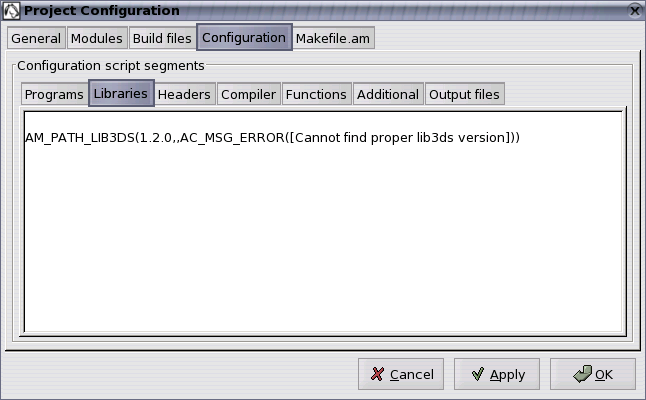 Project Configuration
General Modules Build files Configuration Makefile.am
Configuration script segments
Programs Libraries Headers Compiler Functions Additional Output files
AM_PATH_LIB3DS(1.2.0,,AC_MSG_ERROR([Cannot find proper lib3ds version]))
Cancel Apply OK